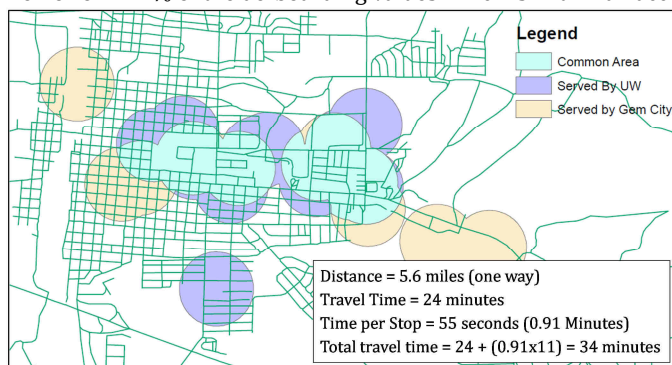 Legend
Common Area
Served By UW
Served by Gem City
Distance = 5.6 miles (one way)
Travel Time = 24 minutes
Time per Stop = 55 seconds (0.91 Minutes)
Total travel time = 24 + (0.91x11) = 34 minutes